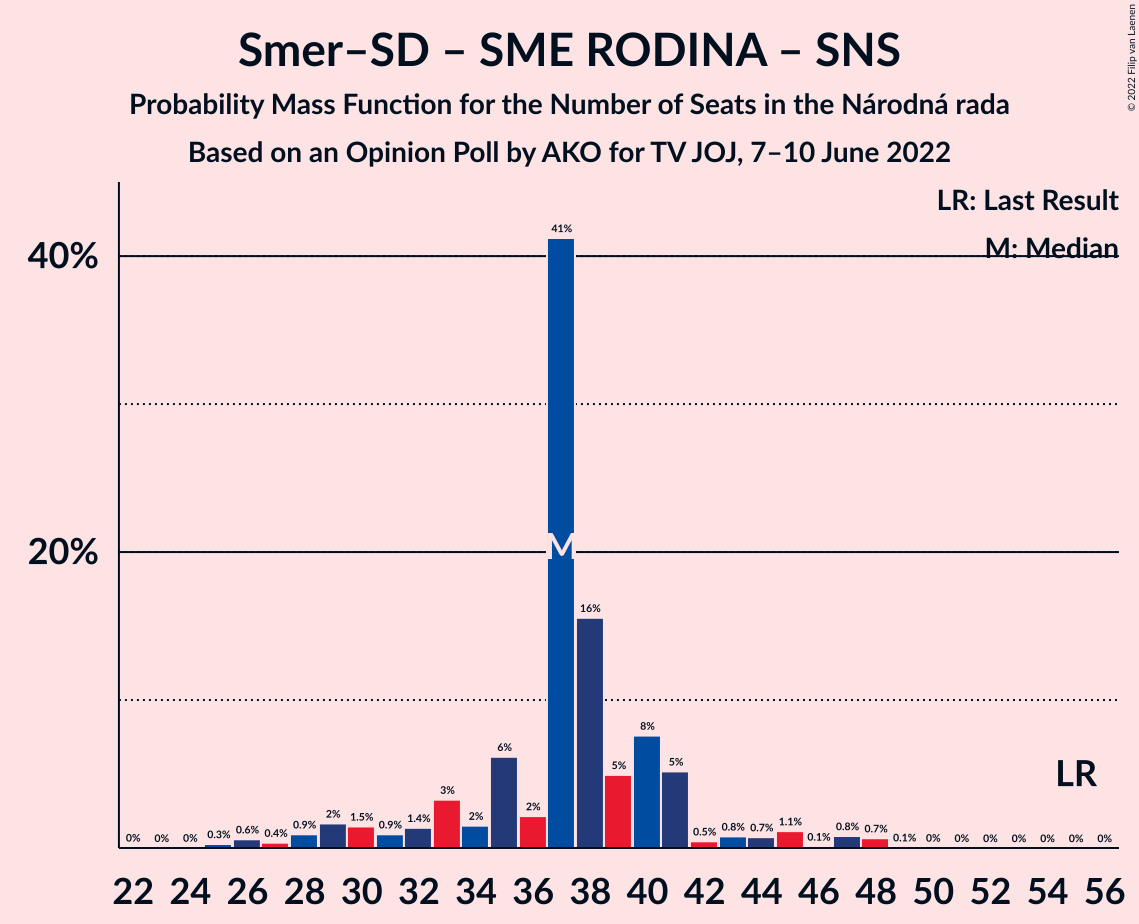 Smer–SD – SME RODINA – SNS
Probability Mass Function for the Number of Seats in the Národná rada
Based on an Opinion Poll by AKO for TV JOJ, 7–10 June 2022
© 2022 Filip van Laenen
LR: Last Result
M: Median
40%
20%
41%
M
16%
8%
6%
5%
5%
3%
2%
2%
2%
0% 0% 0% 0.3% 0.6% 0.4% 0.9% 1.5% 0.9% 1.4% 0.5% 0.8% 0.7% 1.1% 0.1% 0.8% 0.7% 0.1% 0% 0% 0% 0% 0% 0% 0%
LR
22 24 26 28 30 32 34 36 38 40 42 44 46 48 50 52 54 56